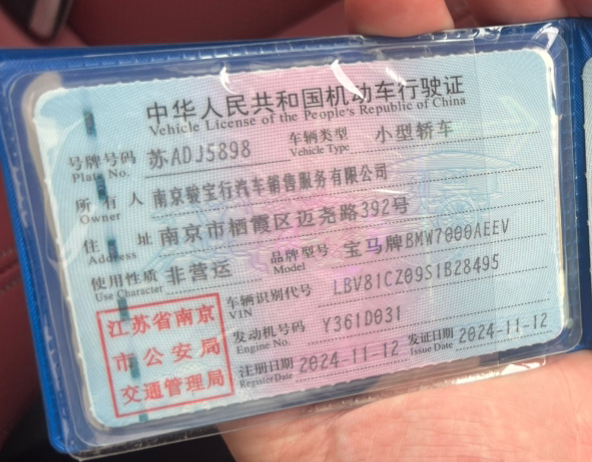 中华人民共和国机动车行驶证
Vehicle License of the People's Republic of China
号牌号码 苏ADJ5898 车辆类型 小型轿车
Plate No. Vehicle Type
所有人 南京骏宝行汽车销售服务有限公司
Owner
住址 南京市栖霞区迈尧路392号
Address
使用性质 非营运 品牌型号 宝马牌BMW7000AEEV
Use Character Model
江苏省南京
市公安局
交通管理局
车辆识别代号 LBV81CZ09S1B28495
VIN
发动机号码 Y361D031
Engine No.
注册日期 2024-11-12 发证日期 2024-11-12
Register Date Issue Date